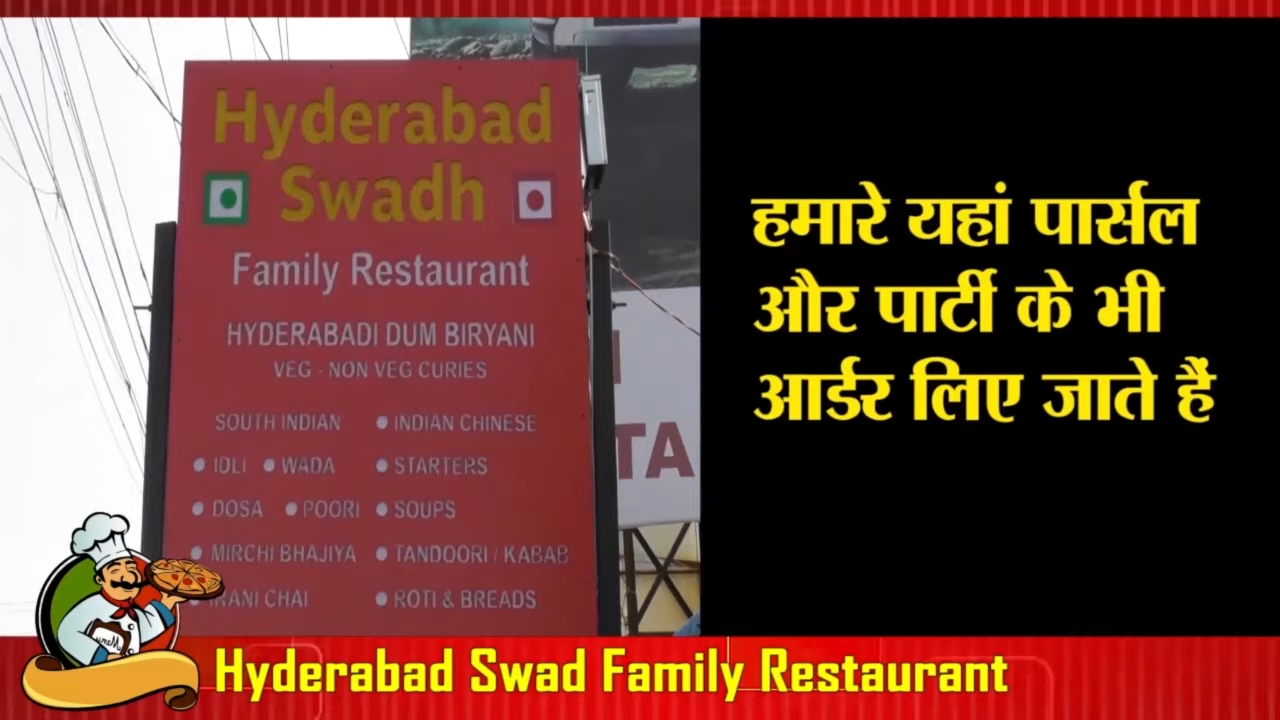 Hyderabad
Swadh
Family Restaurant
HYDERABADI DUM BIRYANI
VEG - NON VEG CURIES
SOUTH INDIAN
● IDLI ● WADA
● DOSA ● POORI
● MIRCHI BHAJIYA
● IRANI CHAI
● INDIAN CHINESE
● STARTERS
● SOUPS
● TANDOORI / KABAB
● ROTI & BREADS
TA
हमारे यहां पार्सल
और पार्टी के भी
आर्डर लिए जाते हैं
Menu
Hyderabad Swad Family Restaurant